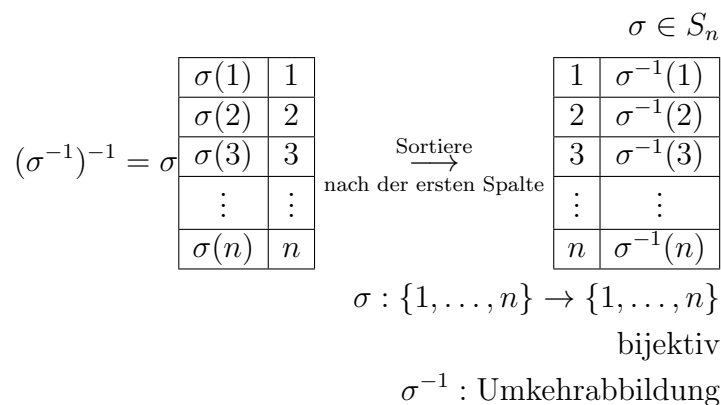 σ ∈ Sₙ
σ(1) 1 1 σ⁻¹(1)
σ(2) 2 2 σ⁻¹(2)
(σ⁻¹)⁻¹ = σ σ(3) 3 Sortiere ⟶ nach der ersten Spalte 3 σ⁻¹(3)
⋮ ⋮ ⋮ ⋮
σ(n) n n σ⁻¹(n)
σ : {1, . . . , n} → {1, . . . , n}
bijektiv
σ⁻¹ : Umkehrabbildung